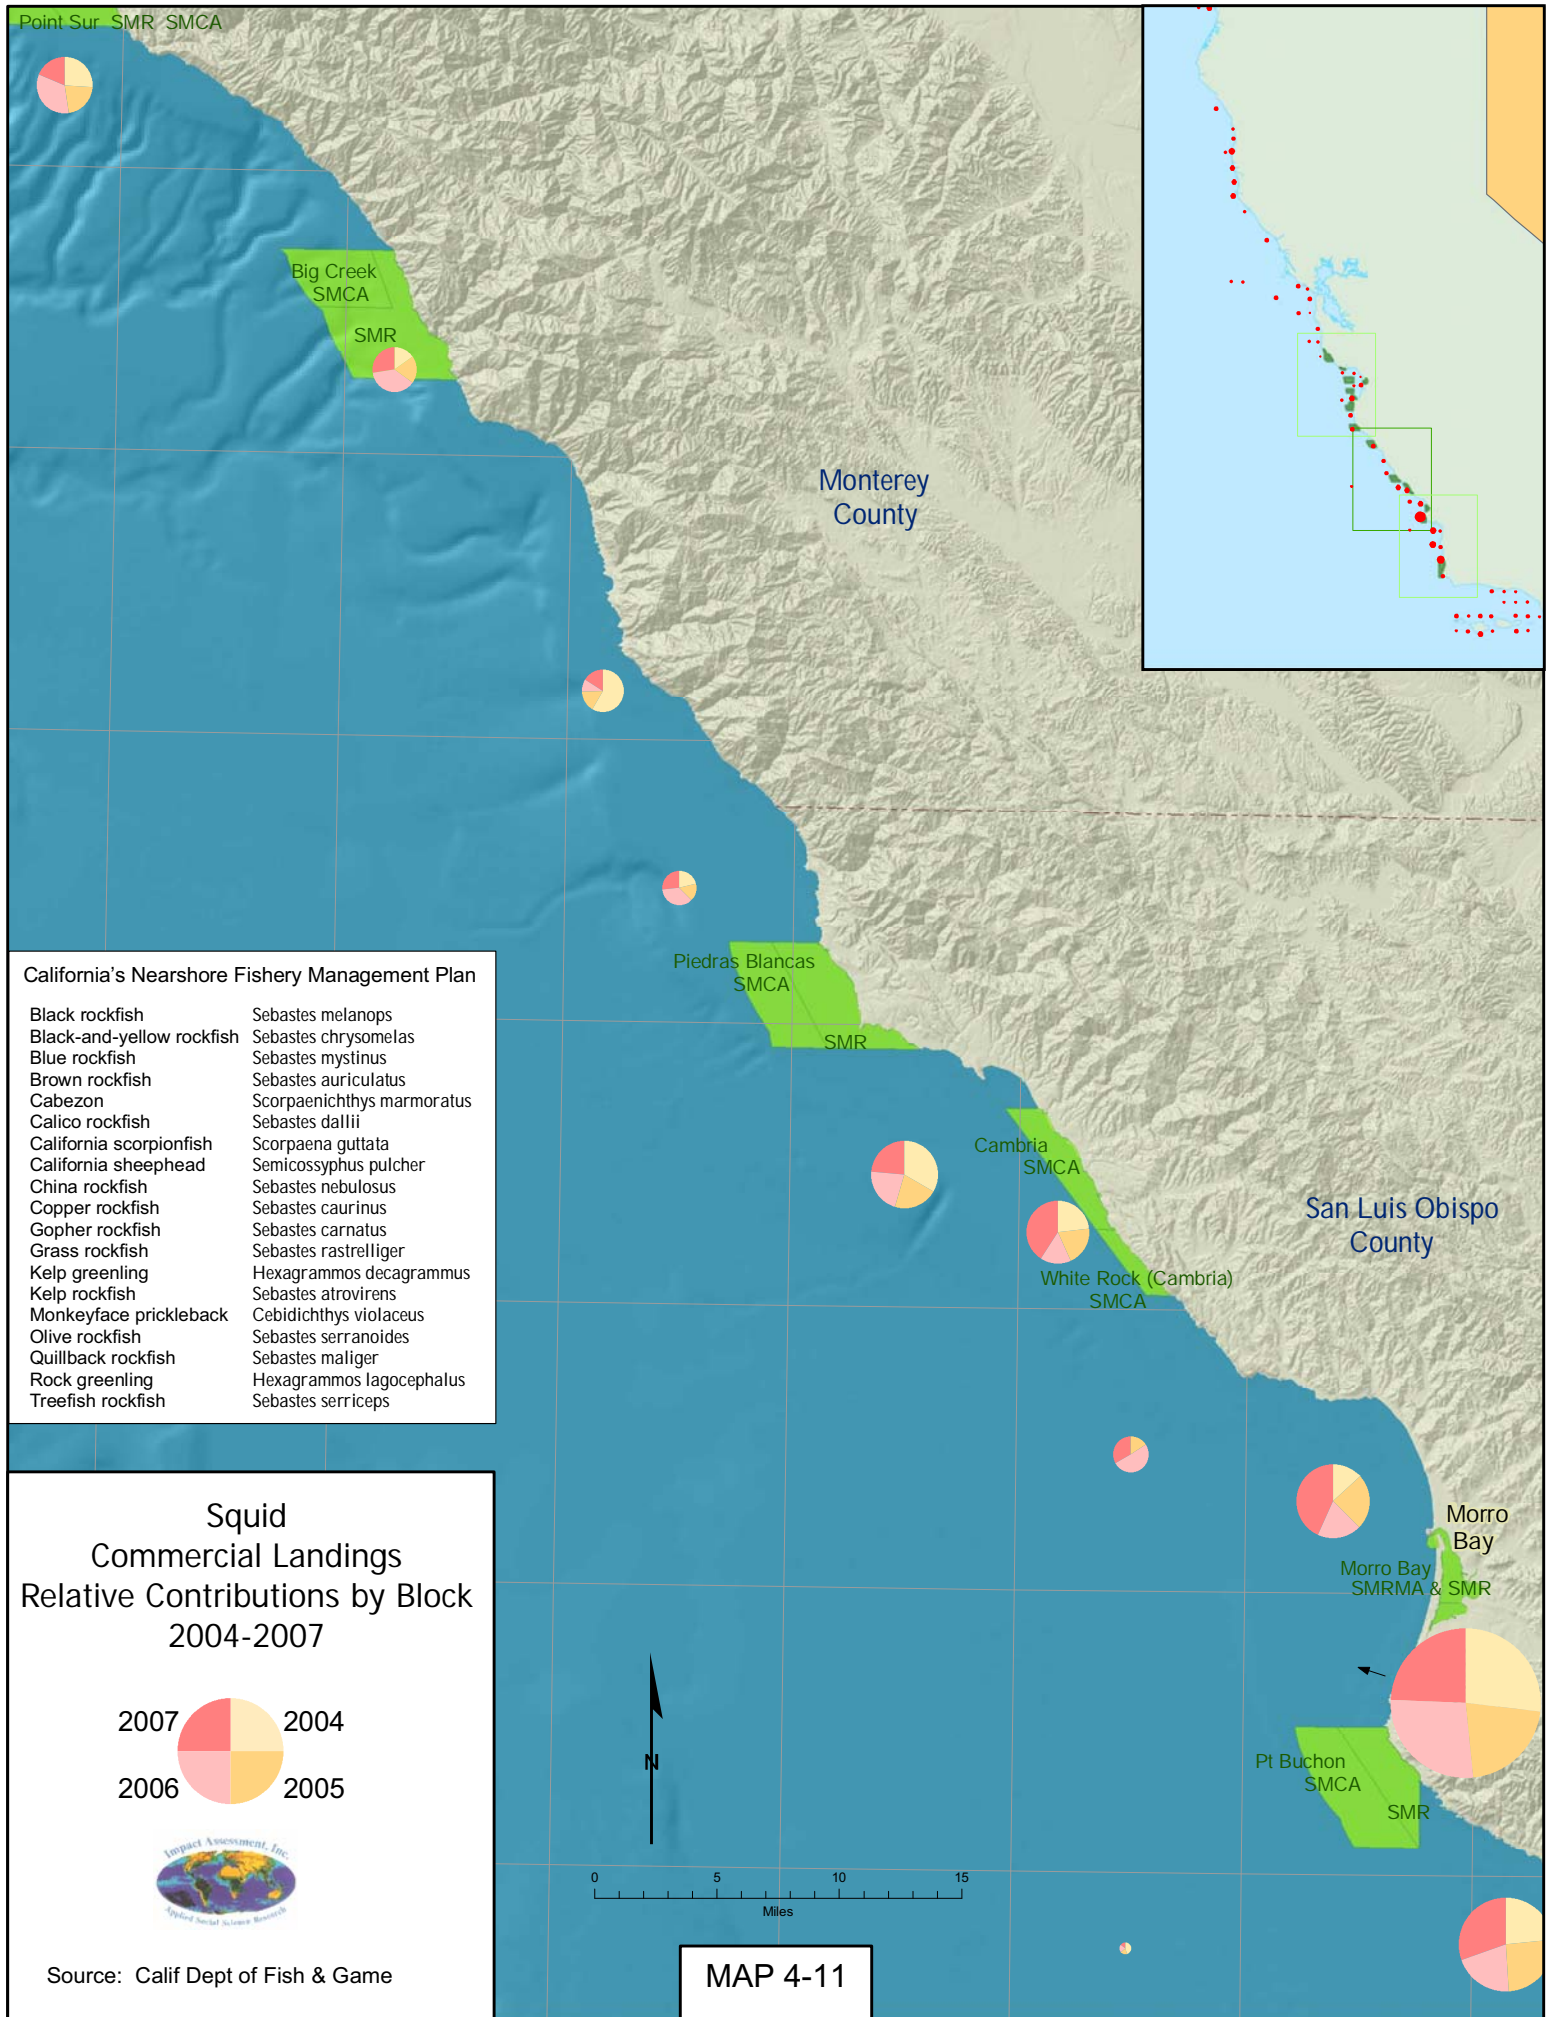 Point Sur SMR SMCA
Big Creek
SMCA
SMR
Monterey
County
Piedras Blancas
SMCA
SMR
California's Nearshore Fishery Management Plan
Black rockfish Sebastes melanops
Black-and-yellow rockfish Sebastes chrysomelas
Blue rockfish Sebastes mystinus
Brown rockfish Sebastes auriculatus
Cabezon Scorpaenichthys marmoratus
Calico rockfish Sebastes dallii
California scorpionfish Scorpaena guttata
California sheephead Semicossyphus pulcher
China rockfish Sebastes nebulosus
Copper rockfish Sebastes caurinus
Gopher rockfish Sebastes carnatus
Grass rockfish Sebastes rastrelliger
Kelp greenling Hexagrammos decagrammus
Kelp rockfish Sebastes atrovirens
Monkeyface prickleback Cebidichthys violaceus
Olive rockfish Sebastes serranoides
Quillback rockfish Sebastes maliger
Rock greenling Hexagrammos lagocephalus
Treefish rockfish Sebastes serriceps
Cambria
SMCA
San Luis Obispo
County
White Rock (Cambria)
SMCA
Morro
Bay
Morro Bay
SMRMA & SMR
Pt Buchon
SMCA
SMR
Squid
Commercial Landings
Relative Contributions by Block
2004-2007
2007 2004
2006 2005
Impact Assessment, Inc.
Applied Social Science Research
Source: Calif Dept of Fish & Game
N
0 5 10 15
Miles
MAP 4-11